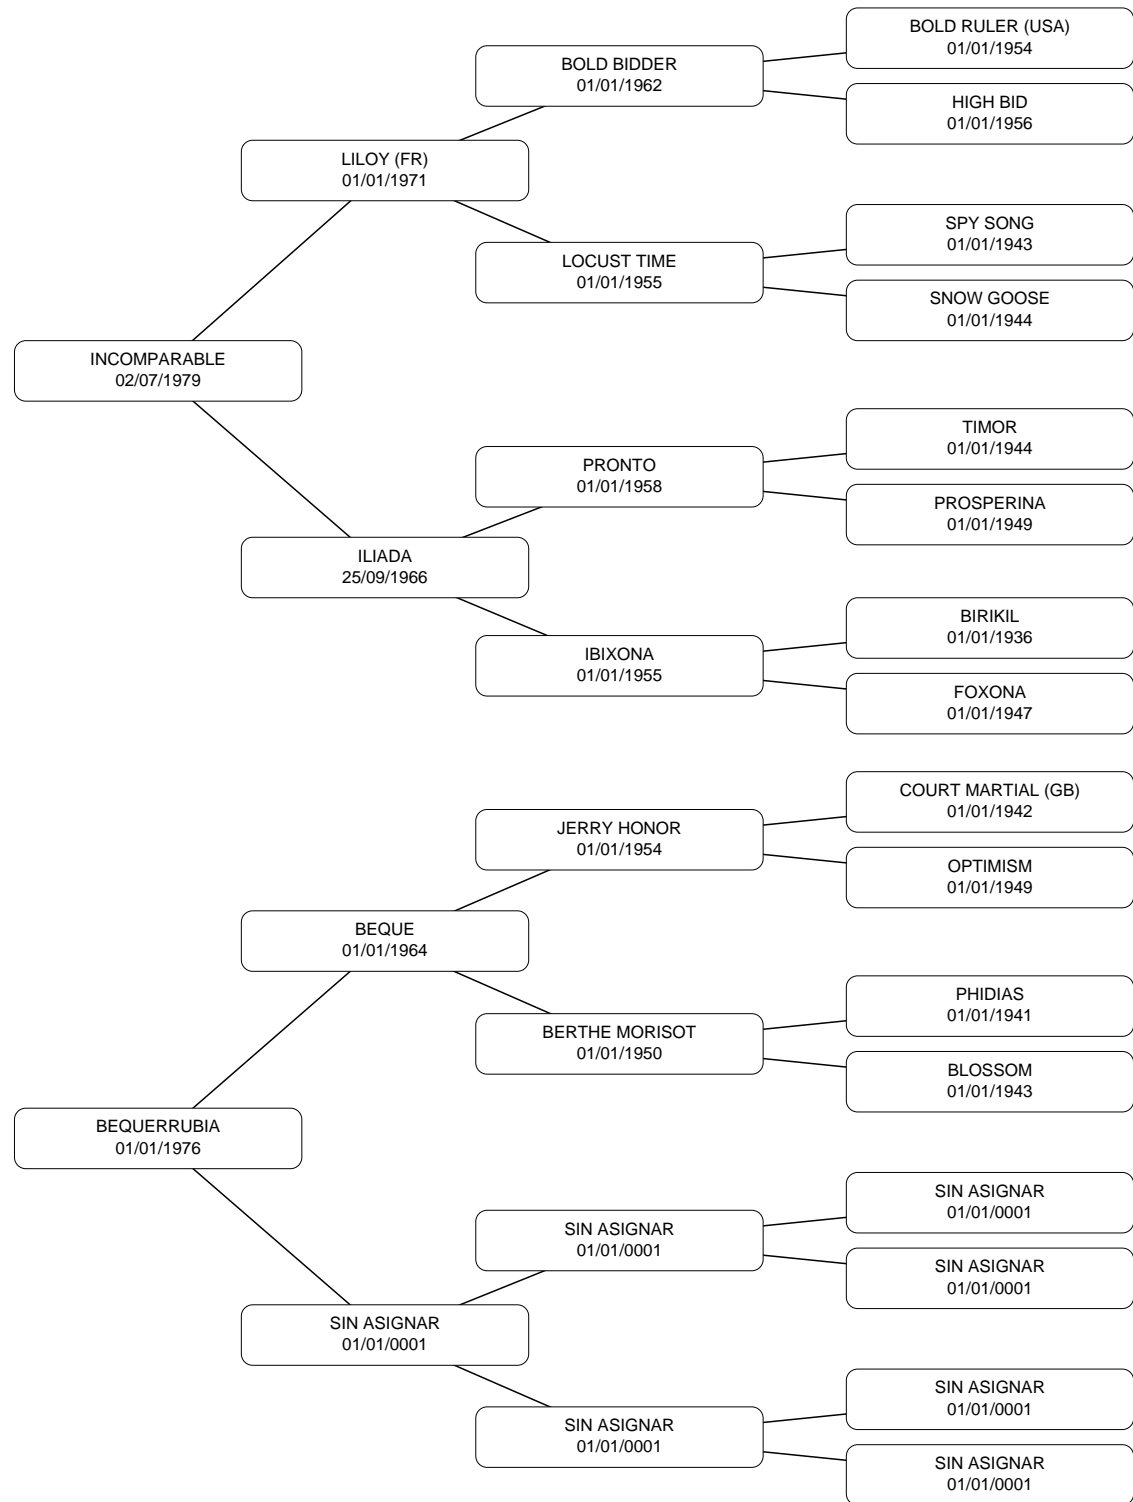 BOLD RULER (USA)
01/01/1954
BOLD BIDDER
01/01/1962
HIGH BID
01/01/1956
LILOY (FR)
01/01/1971
SPY SONG
01/01/1943
LOCUST TIME
01/01/1955
SNOW GOOSE
01/01/1944
INCOMPARABLE
02/07/1979
TIMOR
01/01/1944
PRONTO
01/01/1958
PROSPERINA
01/01/1949
ILIADA
25/09/1966
BIRIKIL
01/01/1936
IBIXONA
01/01/1955
FOXONA
01/01/1947
COURT MARTIAL (GB)
01/01/1942
JERRY HONOR
01/01/1954
OPTIMISM
01/01/1949
BEQUE
01/01/1964
PHIDIAS
01/01/1941
BERTHE MORISOT
01/01/1950
BLOSSOM
01/01/1943
BEQUERRUBIA
01/01/1976
SIN ASIGNAR
01/01/0001
SIN ASIGNAR
01/01/0001
SIN ASIGNAR
01/01/0001
SIN ASIGNAR
01/01/0001
SIN ASIGNAR
01/01/0001
SIN ASIGNAR
01/01/0001
SIN ASIGNAR
01/01/0001